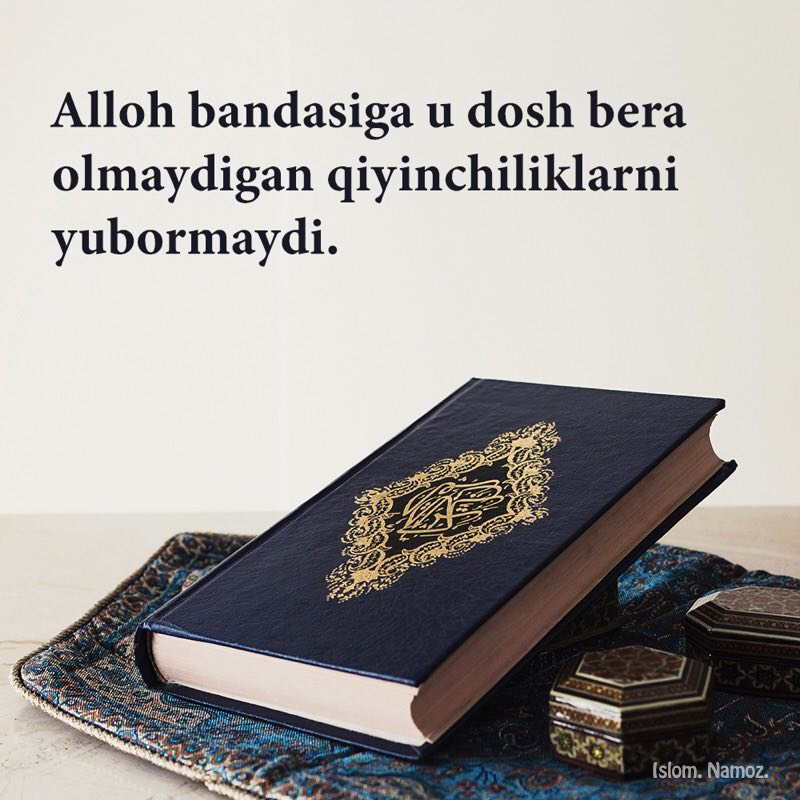 Alloh bandasiga u dosh bera
olmaydigan qiyinchiliklarni
yubormaydi.
Islom. Namoz.